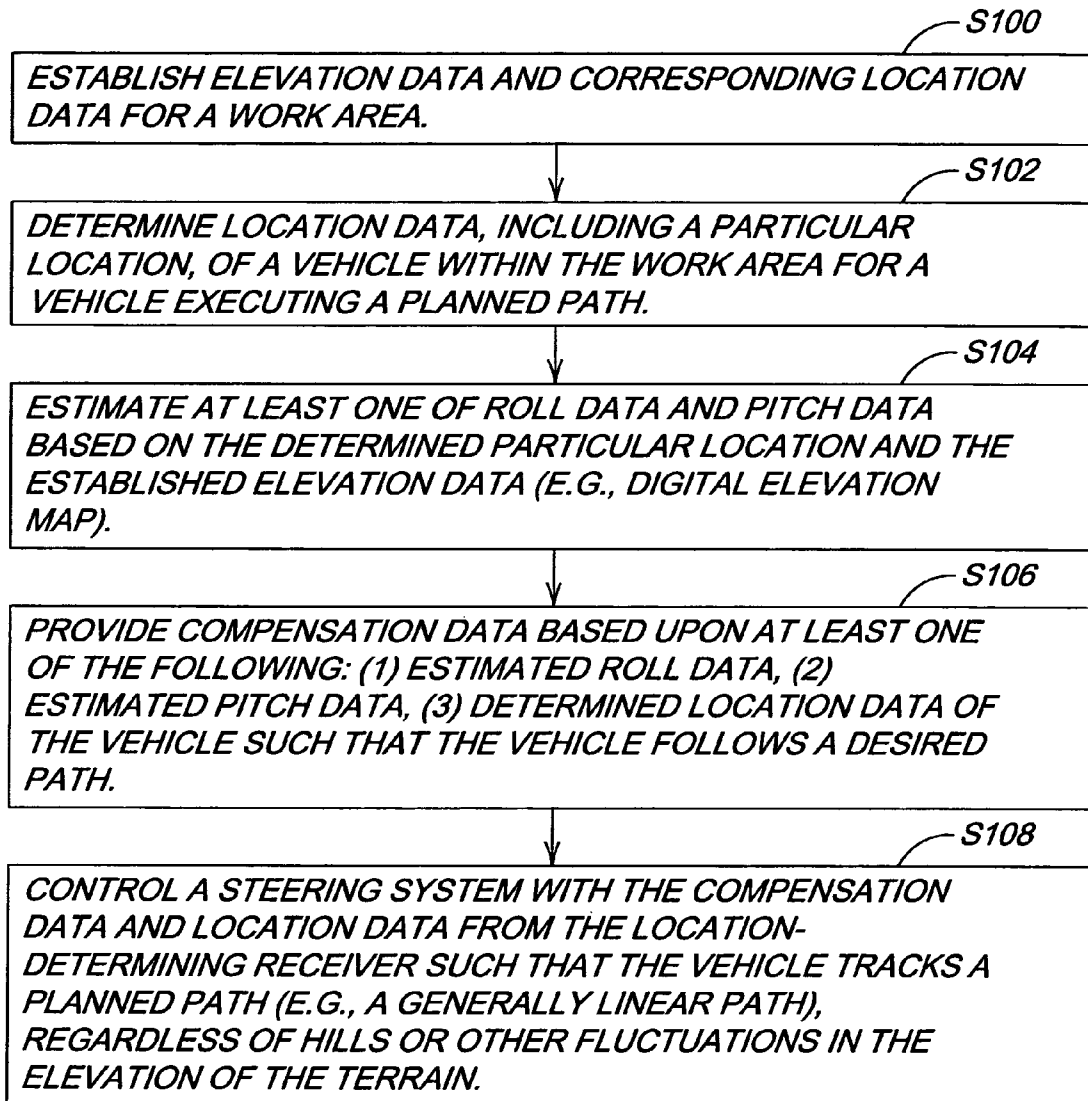 S100
ESTABLISH ELEVATION DATA AND CORRESPONDING LOCATION
DATA FOR A WORK AREA.
S102
DETERMINE LOCATION DATA, INCLUDING A PARTICULAR
LOCATION, OF A VEHICLE WITHIN THE WORK AREA FOR A
VEHICLE EXECUTING A PLANNED PATH.
S104
ESTIMATE AT LEAST ONE OF ROLL DATA AND PITCH DATA
BASED ON THE DETERMINED PARTICULAR LOCATION AND THE
ESTABLISHED ELEVATION DATA (E.G., DIGITAL ELEVATION
MAP).
S106
PROVIDE COMPENSATION DATA BASED UPON AT LEAST ONE
OF THE FOLLOWING: (1) ESTIMATED ROLL DATA, (2)
ESTIMATED PITCH DATA, (3) DETERMINED LOCATION DATA OF
THE VEHICLE SUCH THAT THE VEHICLE FOLLOWS A DESIRED
PATH.
S108
CONTROL A STEERING SYSTEM WITH THE COMPENSATION
DATA AND LOCATION DATA FROM THE LOCATION-
DETERMINING RECEIVER SUCH THAT THE VEHICLE TRACKS A
PLANNED PATH (E.G., A GENERALLY LINEAR PATH),
REGARDLESS OF HILLS OR OTHER FLUCTUATIONS IN THE
ELEVATION OF THE TERRAIN.